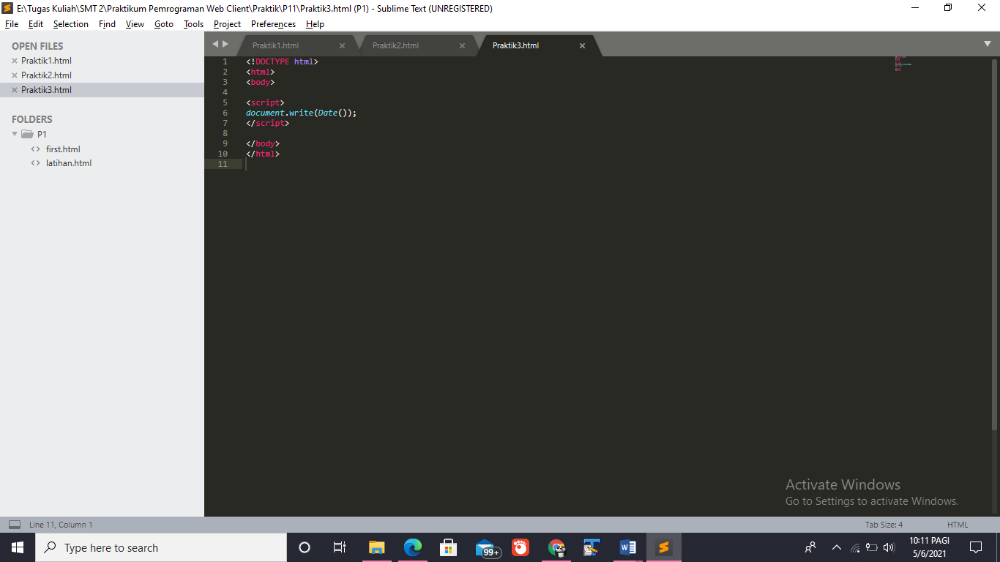 E:\Tugas Kuliah\SMT 2\Praktikum Pemrograman Web Client\Praktik\P11\Praktik3.html (P1) - Sublime Text (UNREGISTERED)
File Edit Selection Find View Goto Tools Project Preferences Help
OPEN FILES
Praktik1.html
Praktik2.html
Praktik3.html
FOLDERS
P1
first.html
latihan.html
Praktik1.html Praktik2.html Praktik3.html
1 <!DOCTYPE html>
2 <html>
3 <body>
4
5 <script>
6 document.write(Date());
7 </script>
8
9 </body>
10 </html>
11
Activate Windows
Go to Settings to activate Windows.
Line 11, Column 1 Tab Size: 4 HTML
Type here to search
99+
10:11 PAGI
5/6/2021